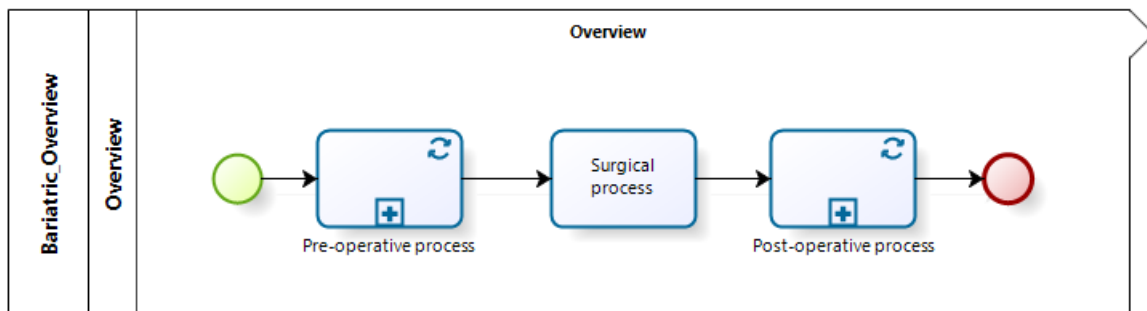 Overview
Bariatric_Overview
Overview
Surgical
process
Pre-operative process
Post-operative process